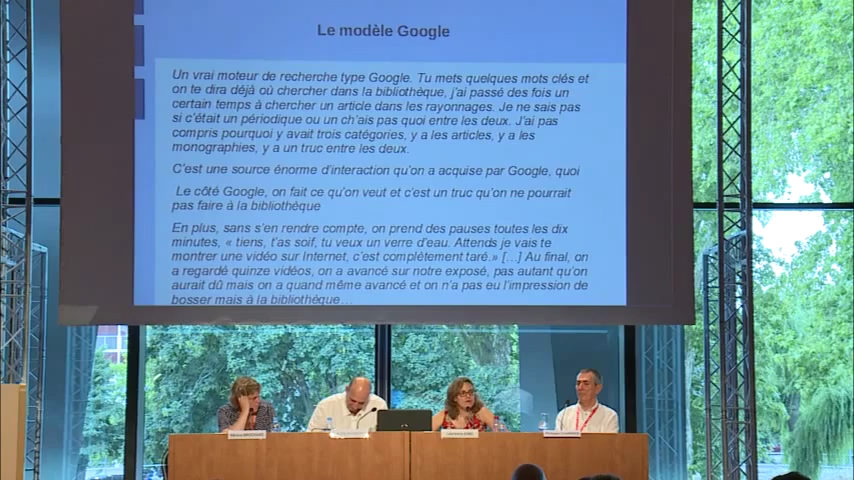 Le modèle Google
Un vrai moteur de recherche type Google. Tu mets quelques mots clés et
on te dira déjà où chercher dans la bibliothèque, j'ai passé des fois un
certain temps à chercher un article dans les rayonnages. Je ne sais pas
si c'était un périodique ou un ch'ais pas quoi entre les deux. J'ai pas
compris pourquoi y avait trois catégories, y a les articles, y a les
monographies, y a un truc entre les deux.
C'est une source énorme d'interaction qu'on a acquise par Google, quoi
Le côté Google, on fait ce qu'on veut et c'est un truc qu'on ne pourrait
pas faire à la bibliothèque
En plus, sans s'en rendre compte, on prend des pauses toutes les dix
minutes, « tiens, t'as soif, tu veux un verre d'eau. Attends je vais te
montrer une vidéo sur Internet, c'est complètement taré.» […] Au final, on
a regardé quinze vidéos, on a avancé sur notre exposé, pas autant qu'on
aurait dû mais on a quand même avancé et on n'a pas eu l'impression de
bosser mais à la bibliothèque…